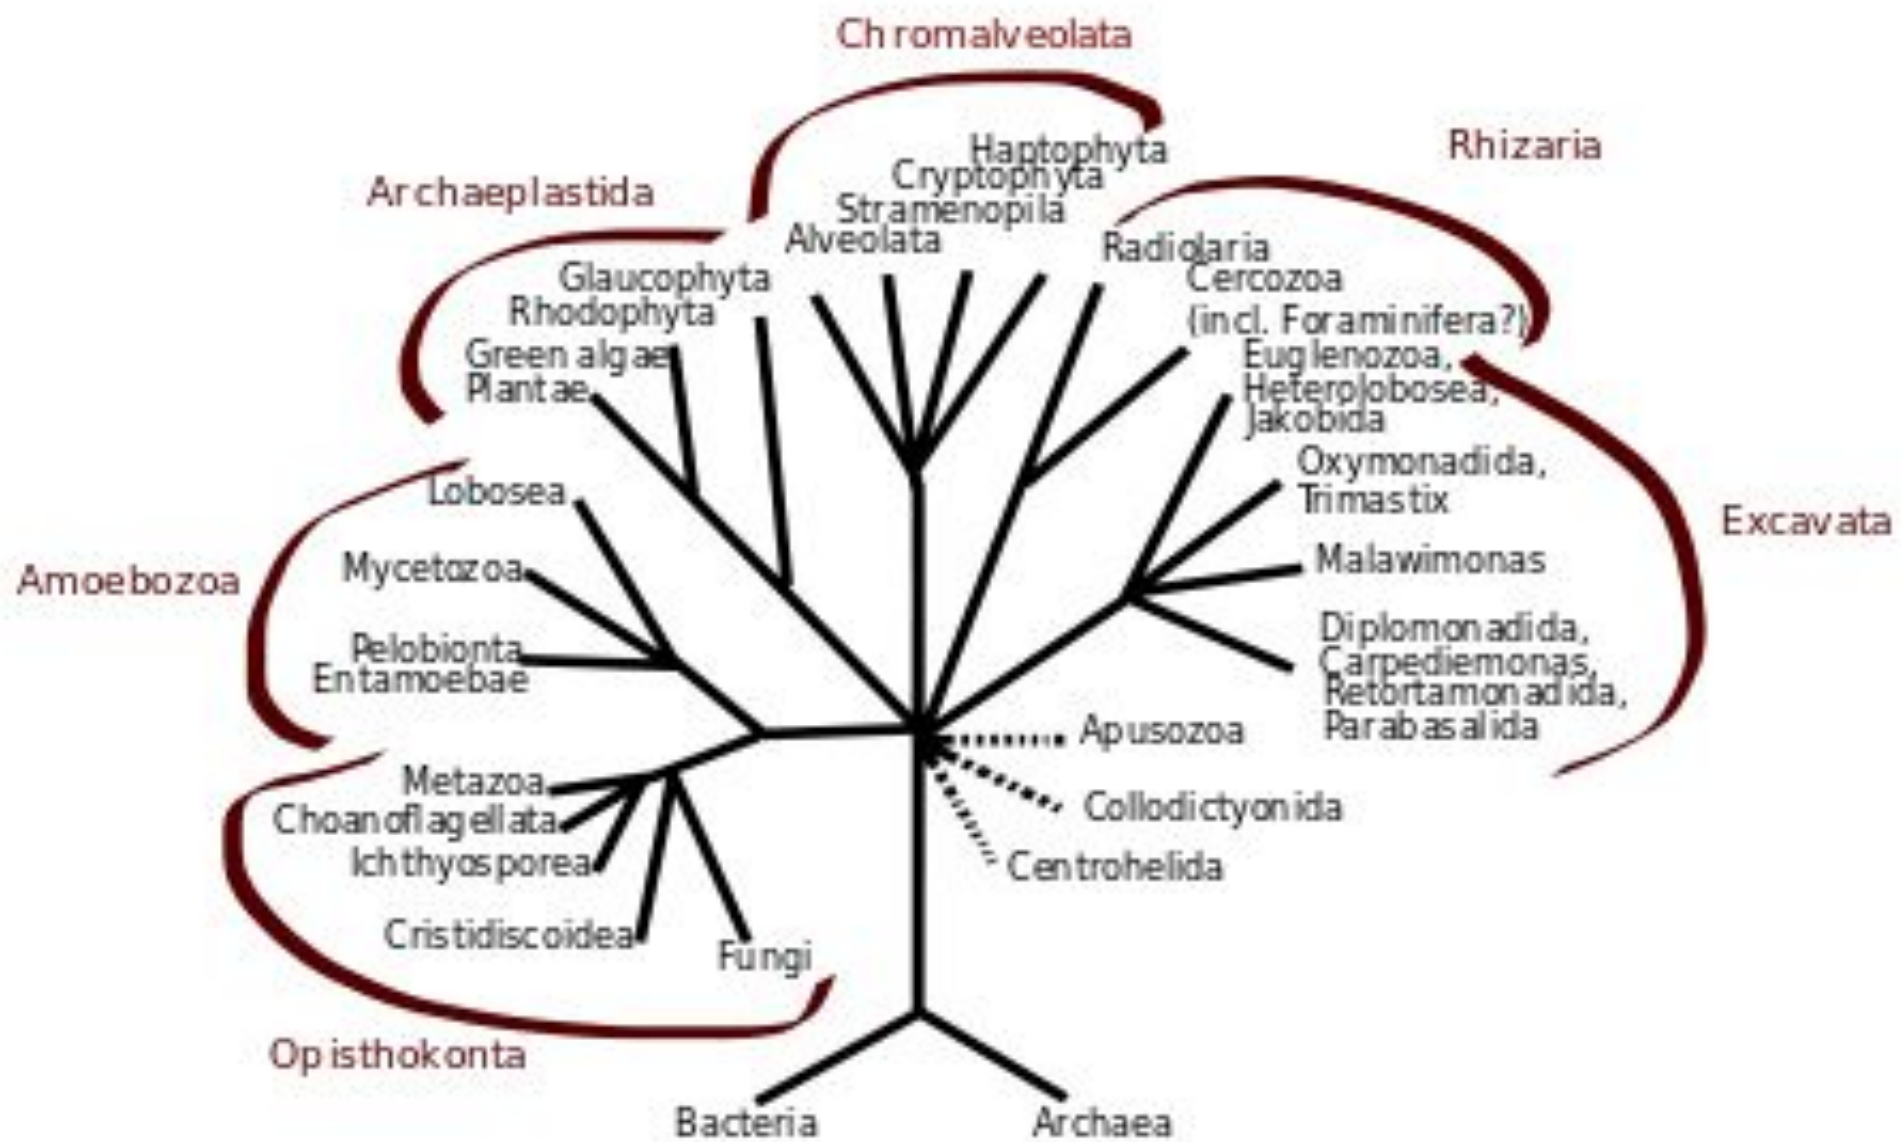 Chromalveolata
Haptophyta
Cryptophyta
Stramenopila
Alveolata
Rhizaria
Radiolaria
Cercozoa
(incl. Foraminifera?)
Archaeplastida
Glaucophyta
Rhodophyta
Green algae
Plantae
Euglenozoa,
Heterolobosea,
Jakobida
Oxymonadida,
Trimastix
Malawimonas
Diplomonadida,
Carpediemonas,
Retortamonadida,
Parabasalida
Excavata
Amoebozoa
Lobosea
Mycetozoa
Pelobionta
Entamoebae
Apusozoa
Collodictyonida
Centrohelida
Metazoa
Choanoflagellata
Ichthyosporea
Cristidiscoidea
Fungi
Opisthokonta
Bacteria
Archaea